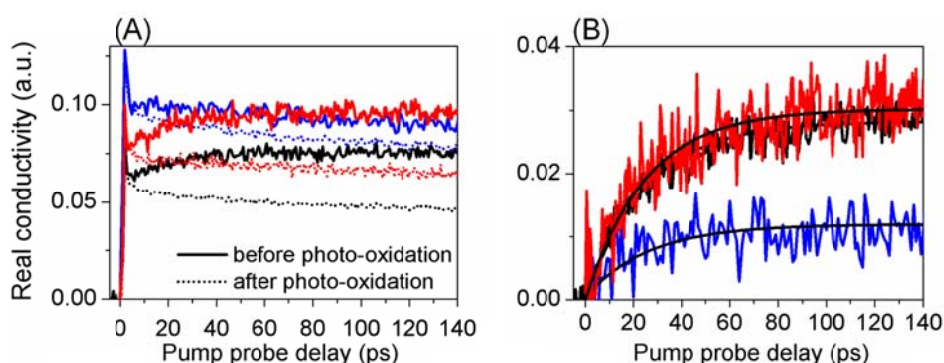 (A)
Real conductivity (a.u.)
0.10
0.05
0.00
before photo-oxidation
after photo-oxidation
0 20 40 60 80 100 120 140
Pump probe delay (ps)
(B)
0.04
0.02
0.00
0 20 40 60 80 100 120 140
Pump probe delay (ps)